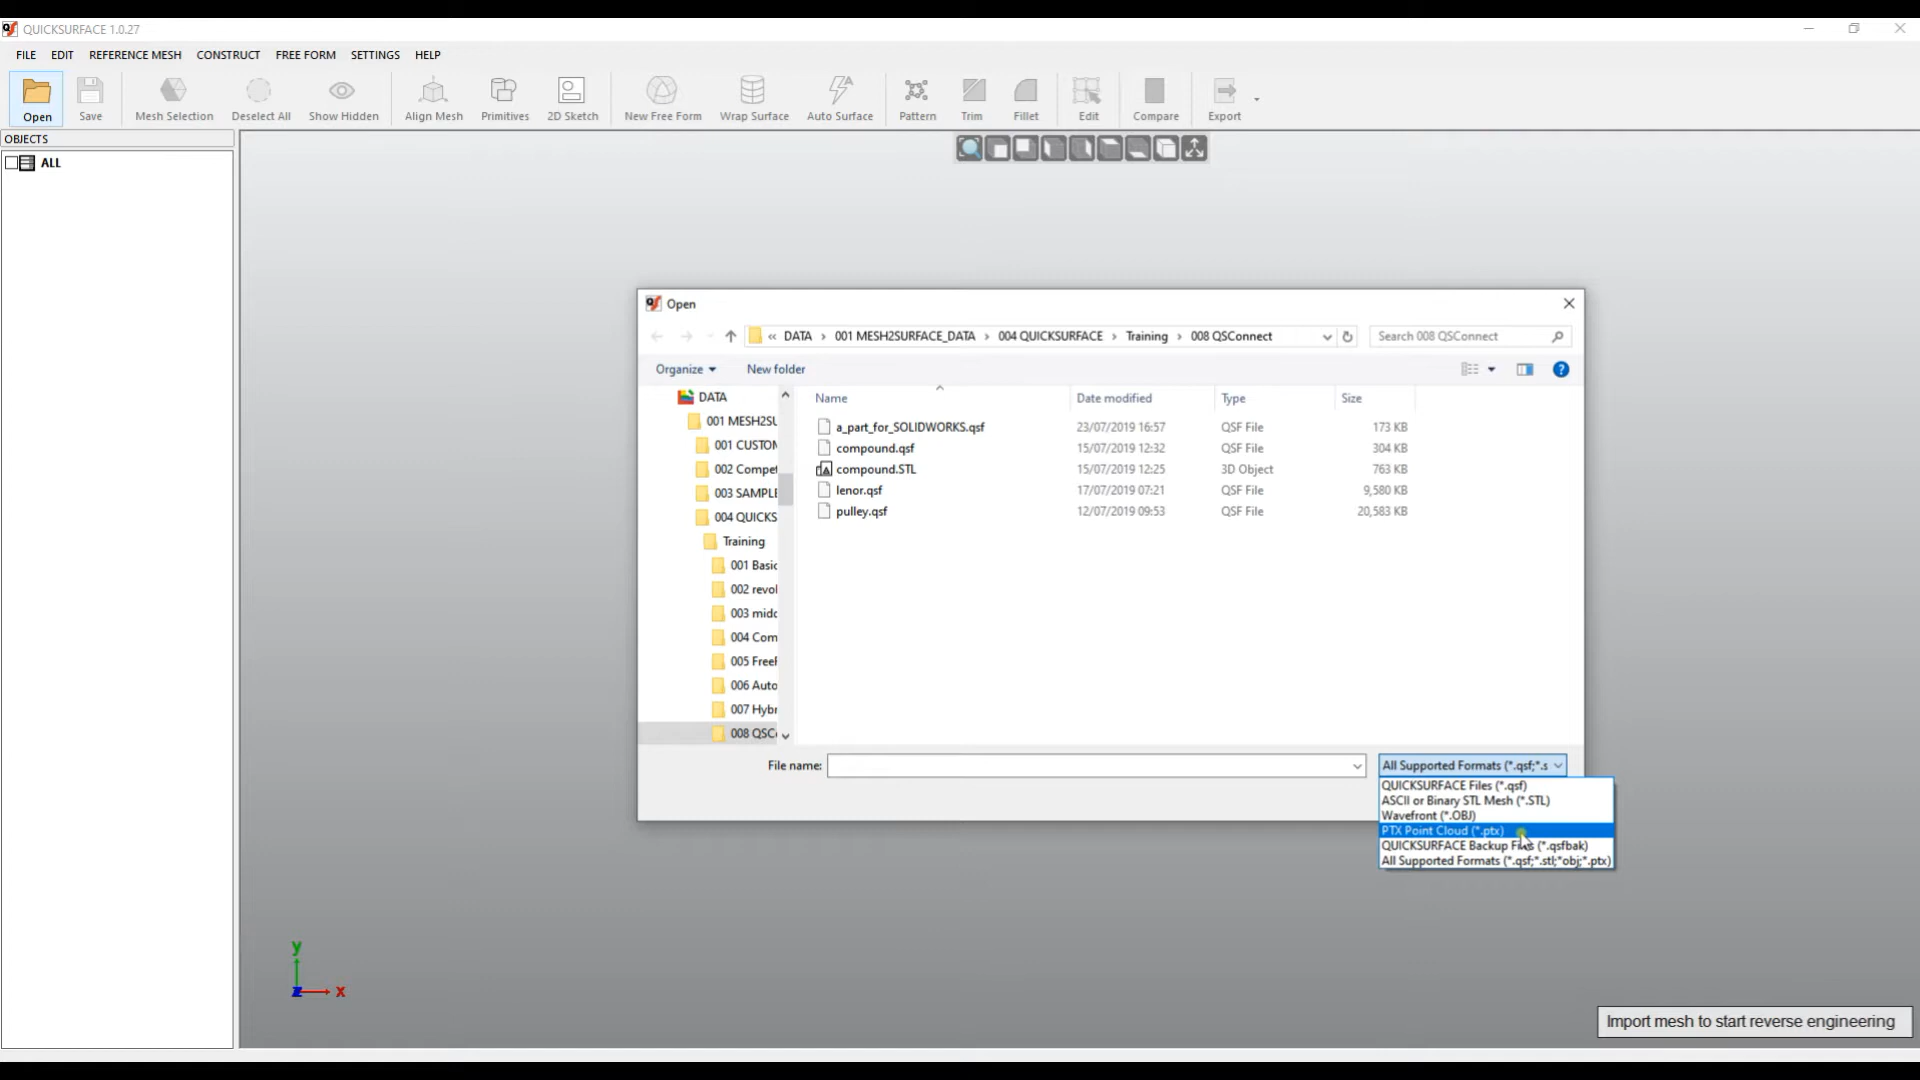 QUICKSURFACE 1.0.27
FILE EDIT REFERENCE MESH CONSTRUCT FREE FORM SETTINGS HELP
Open Save Mesh Selection Deselect All Show Hidden Align Mesh Primitives 2D Sketch New Free Form Wrap Surface Auto Surface Pattern Trim Fillet Edit Compare Export
OBJECTS
ALL
Open
« DATA › 001 MESH2SURFACE_DATA › 004 QUICKSURFACE › Training › 008 QSConnect
Search 008 QSConnect
Organize New folder
DATA
001 MESH2SU
001 CUSTOM
002 Compet
003 SAMPLE
004 QUICKS
Training
001 Basic
002 revol
003 midd
004 Com
005 FreeF
006 Auto
007 Hybr
008 QSC
Name Date modified Type Size
a_part_for_SOLIDWORKS.qsf 23/07/2019 16:57 QSF File 173 KB
compound.qsf 15/07/2019 12:32 QSF File 304 KB
compound.STL 15/07/2019 12:25 3D Object 763 KB
lenor.qsf 17/07/2019 07:21 QSF File 9,580 KB
pulley.qsf 12/07/2019 09:53 QSF File 20,583 KB
File name: All Supported Formats (*.qsf;*.s
QUICKSURFACE Files (*.qsf)
ASCII or Binary STL Mesh (*.STL)
Wavefront (*.OBJ)
PTX Point Cloud (*.ptx)
QUICKSURFACE Backup Files (*.qsfbak)
All Supported Formats (*.qsf;*.stl;*obj;*.ptx)
y
z x
Import mesh to start reverse engineering